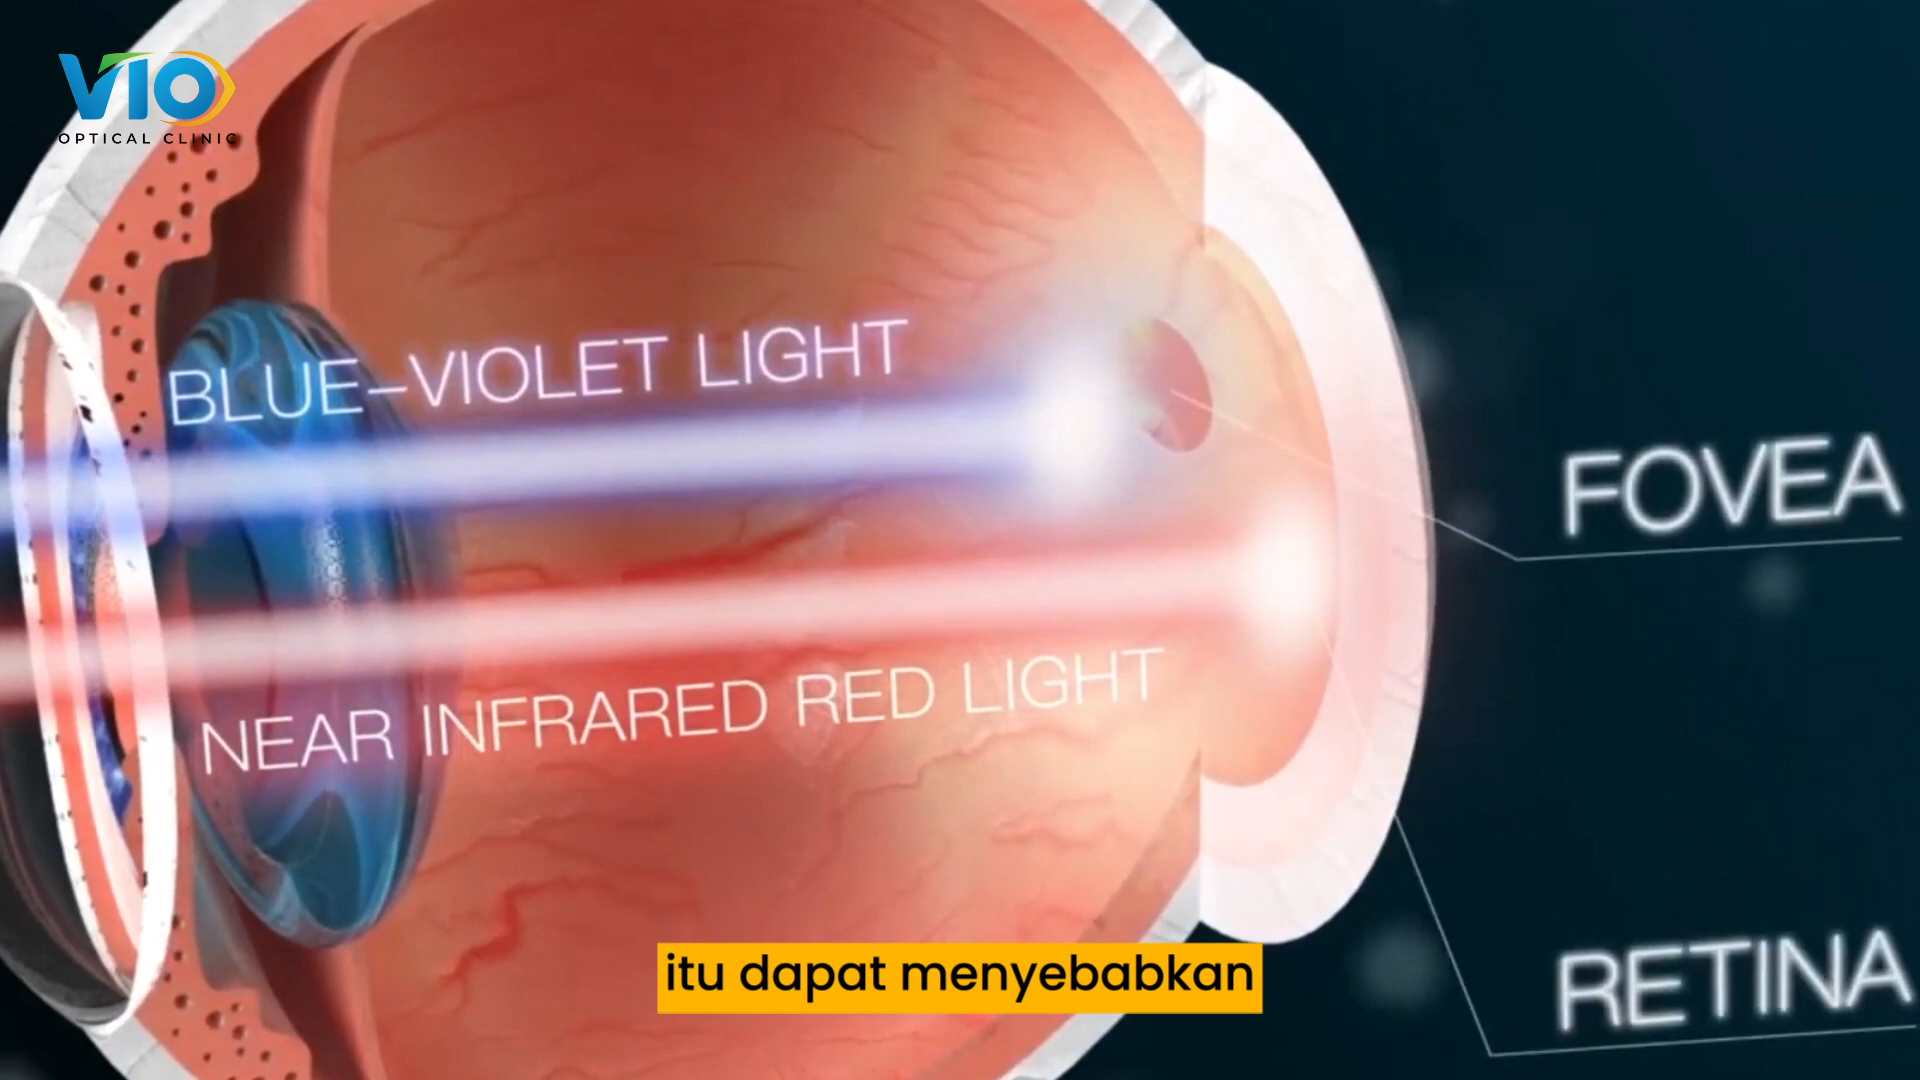 VIO
OPTICAL CLINIC
BLUE–VIOLET LIGHT
FOVEA
NEAR INFRARED RED LIGHT
RETINA
itu dapat menyebabkan